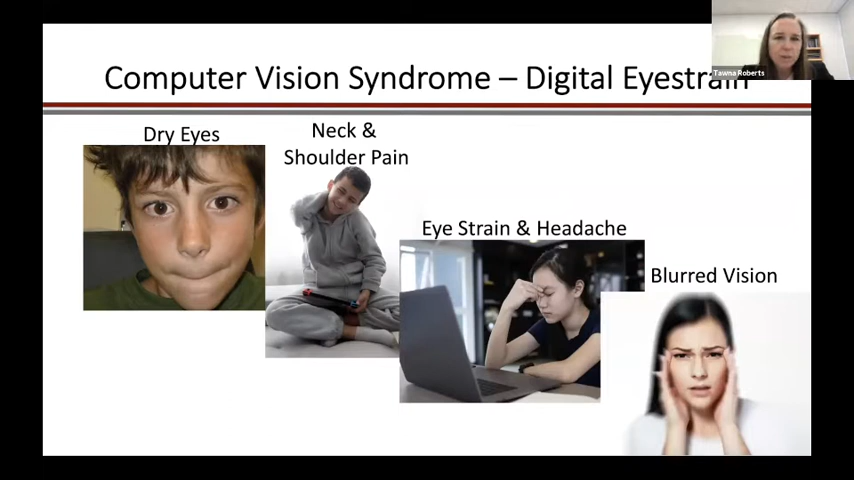 Computer Vision Syndrome – Digital Eyestrain
Tawna Roberts
Dry Eyes
Neck &
Shoulder Pain
Eye Strain & Headache
Blurred Vision